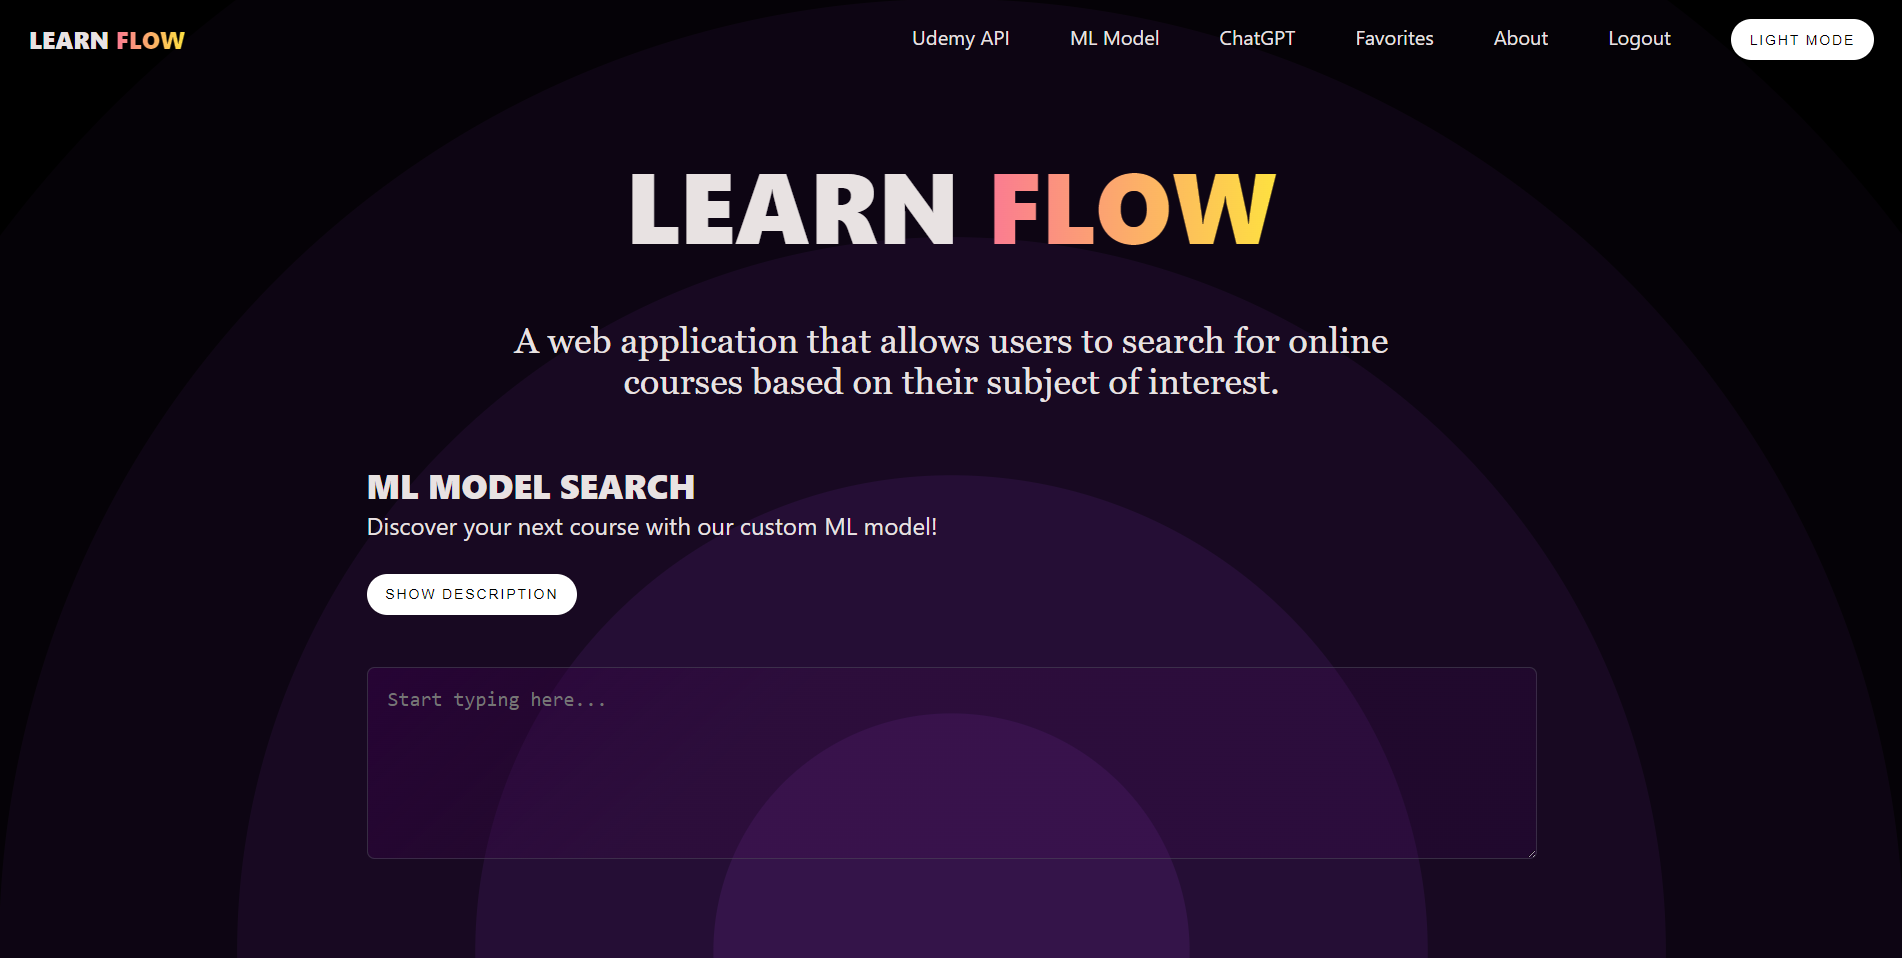 LEARN FLOW
Udemy API
ML Model
ChatGPT
Favorites
About
Logout
LIGHT MODE
LEARN FLOW
A web application that allows users to search for online
courses based on their subject of interest.
ML MODEL SEARCH
Discover your next course with our custom ML model!
SHOW DESCRIPTION
Start typing here...